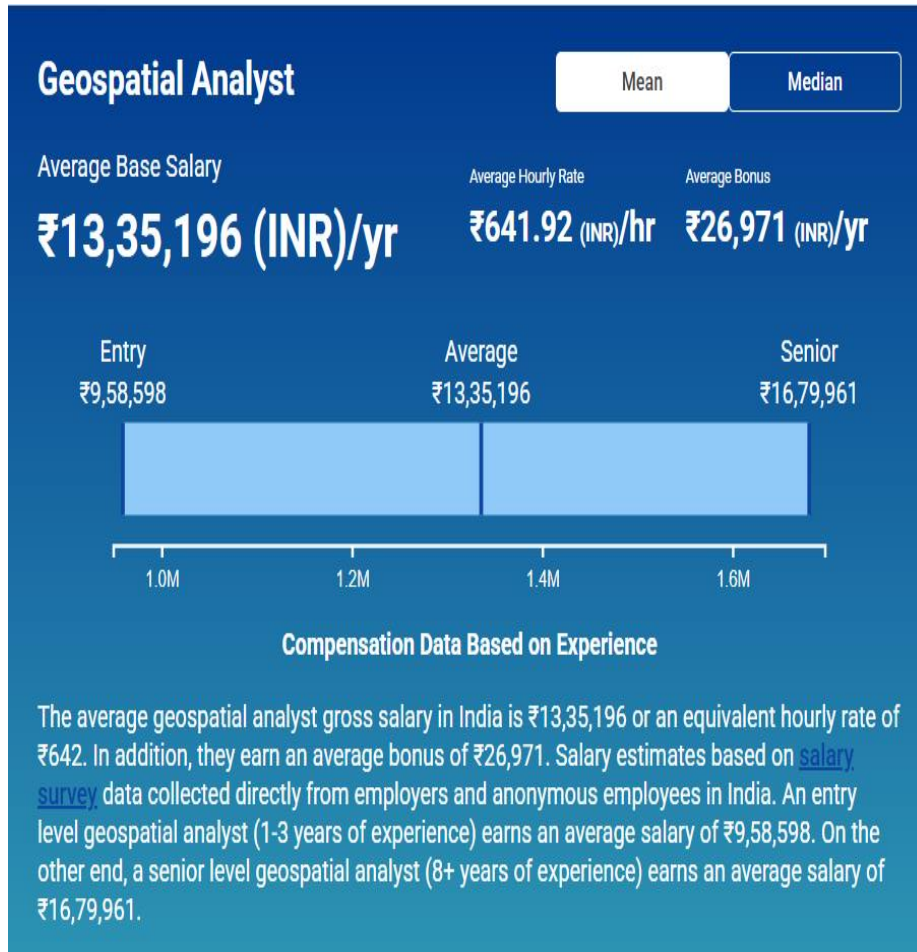 Geospatial Analyst
Mean
Median
Average Base Salary
₹13,35,196 (INR)/yr
Average Hourly Rate
₹641.92 (INR)/hr
Average Bonus
₹26,971 (INR)/yr
Entry
₹9,58,598
Average
₹13,35,196
Senior
₹16,79,961
1.0M
1.2M
1.4M
1.6M
Compensation Data Based on Experience
The average geospatial analyst gross salary in India is ₹13,35,196 or an equivalent hourly rate of
₹642. In addition, they earn an average bonus of ₹26,971. Salary estimates based on salary
survey data collected directly from employers and anonymous employees in India. An entry
level geospatial analyst (1-3 years of experience) earns an average salary of ₹9,58,598. On the
other end, a senior level geospatial analyst (8+ years of experience) earns an average salary of
₹16,79,961.